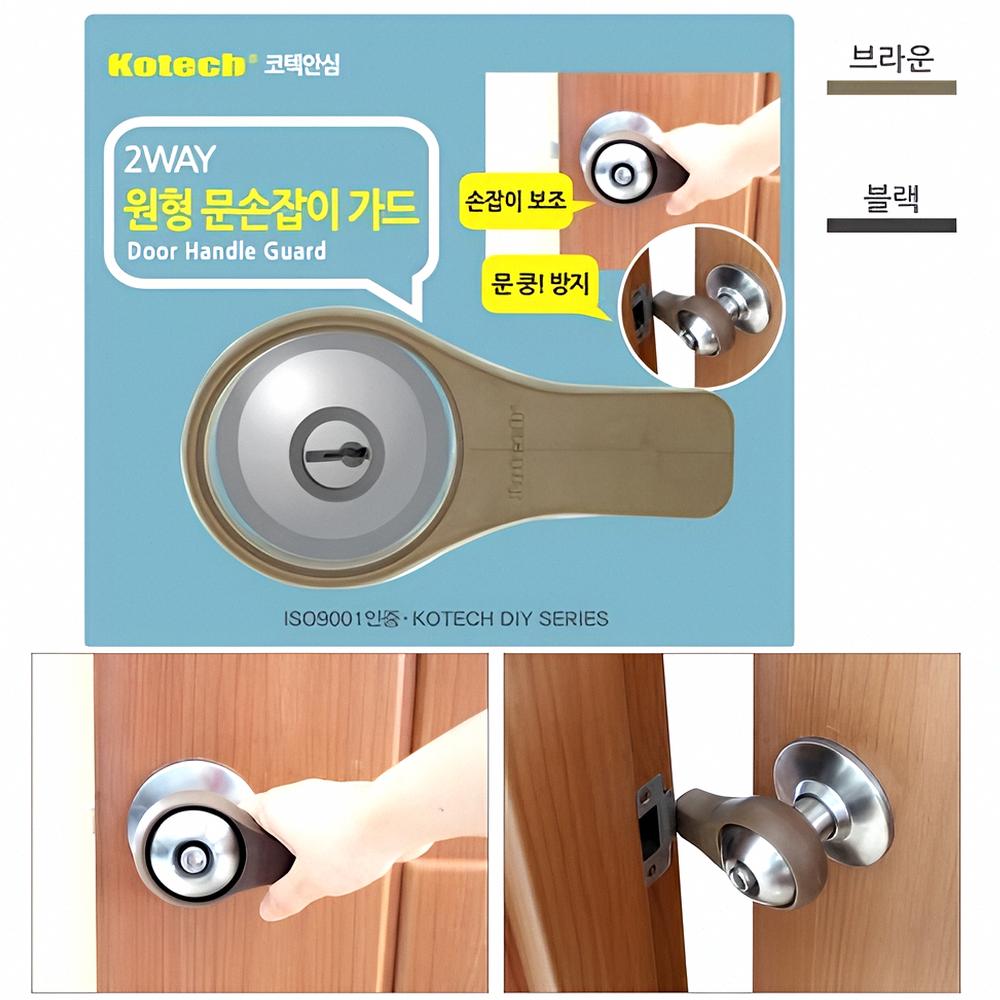 Kotech® 코텍안심
2WAY
원형 문손잡이 가드
Door Handle Guard
손잡이 보조
문 쿵! 방지
ISO9001인증·KOTECH DIY SERIES
브라운
블랙